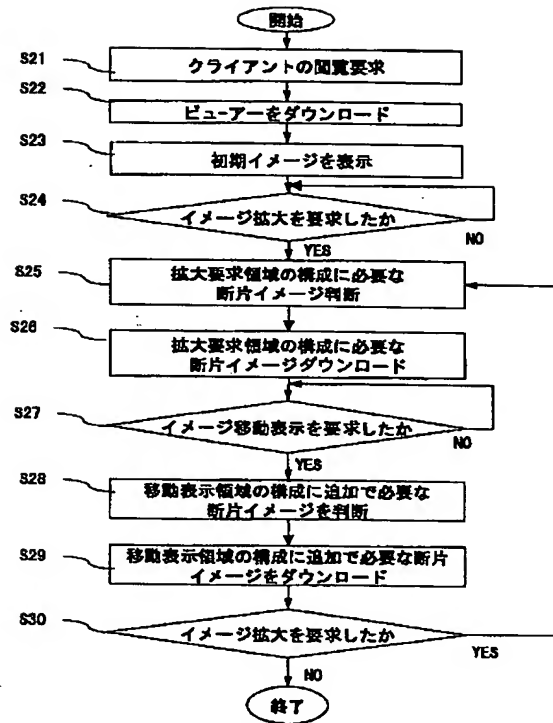 開始
S21
クライアントの閲覧要求
S22
ビューアーをダウンロード
S23
初期イメージを表示
S24
イメージ拡大を要求したか
NO
YES
S25
拡大要求領域の構成に必要な
断片イメージ判断
S26
拡大要求領域の構成に必要な
断片イメージダウンロード
S27
イメージ移動表示を要求したか
NO
YES
S28
移動表示領域の構成に追加で必要な
断片イメージを判断
S29
移動表示領域の構成に追加で必要な断片
イメージをダウンロード
S30
イメージ拡大を要求したか
YES
NO
終了